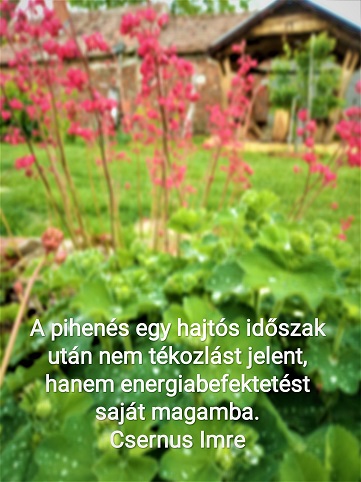 A pihenés egy hajtós időszak
után nem tékozlást jelent,
hanem energiabefektetést
saját magamba.
Csernus Imre